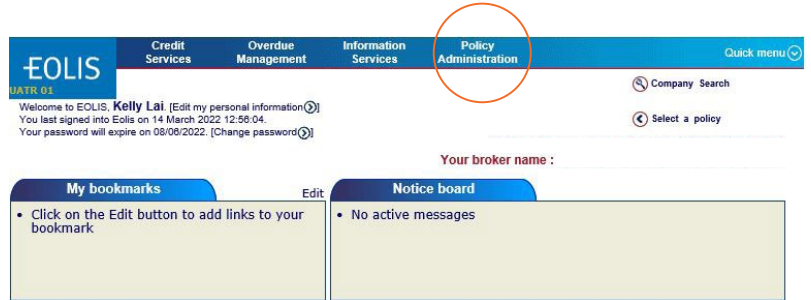 Credit Services
Overdue Management
Information Services
Policy Administration
Quick menu
EOLIS
UATR 01
Company Search
Welcome to EOLIS, Kelly Lai. [Edit my personal information]
You last signed into Eolis on 14 March 2022 12:56:04.
Select a policy
Your password will expire on 08/06/2022. [Change password]
Your broker name :
My bookmarks
Edit
Notice board
• Click on the Edit button to add links to your
bookmark
• No active messages